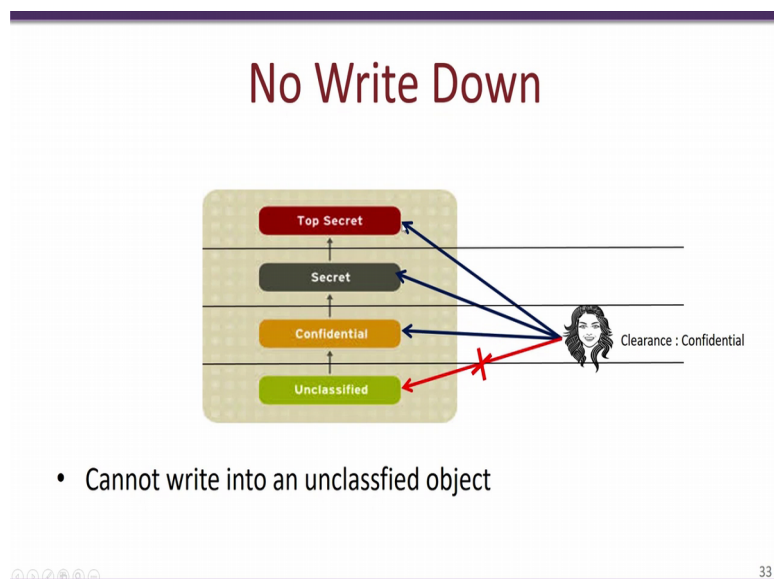 No Write Down
Top Secret
Secret
Confidential
Clearance : Confidential
Unclassified
• Cannot write into an unclassfied object
33